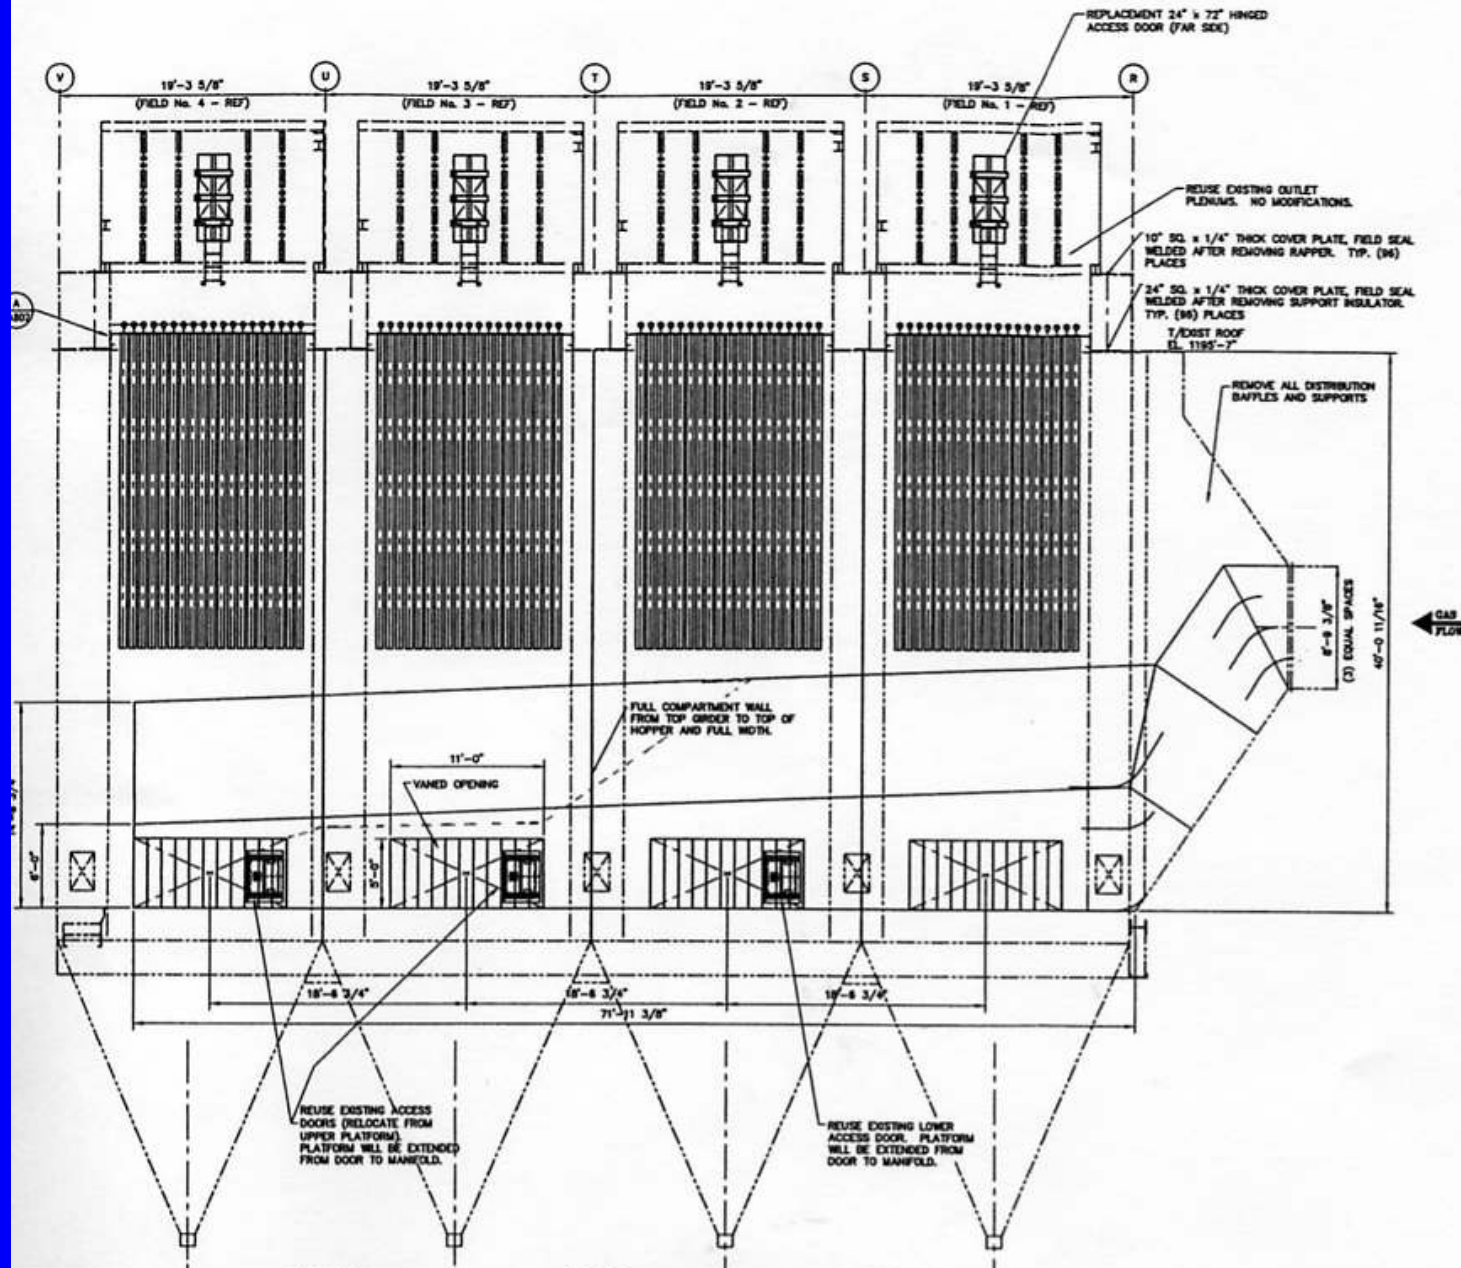 REPLACEMENT 24" x 72" HINGED
ACCESS DOOR (FAR SIDE)
V
U
T
S
R
19'-3 5/8"
19'-3 5/8"
19'-3 5/8"
19'-3 5/8"
(FIELD No. 4 - REF)
(FIELD No. 3 - REF)
(FIELD No. 2 - REF)
(FIELD No. 1 - REF)
REUSE EXISTING OUTLET
PLENUMS. NO MODIFICATIONS.
10" SQ. x 1/4" THICK COVER PLATE, FIELD SEAL
WELDED AFTER REMOVING RAPPER. TYP. (96)
PLACES
24" SQ. x 1/4" THICK COVER PLATE, FIELD SEAL
WELDED AFTER REMOVING SUPPORT INSULATOR.
TYP. (96) PLACES
A
T/EXIST ROOF
EL. 1195'-7"
REMOVE ALL DISTRIBUTION
BAFFLES AND SUPPORTS
8'-9 3/8"
(3) EQUAL SPACES
40'-0 11/16"
GAS
FLOW
FULL COMPARTMENT WALL
FROM TOP GIRDER TO TOP OF
HOPPER AND FULL WIDTH.
11'-0"
VANED OPENING
6'-0"
5'-0"
18'-6 3/4"
18'-6 3/4"
18'-6 3/4"
71'-11 3/8"
REUSE EXISTING ACCESS
DOORS (RELOCATE FROM
UPPER PLATFORM).
PLATFORM WILL BE EXTENDED
FROM DOOR TO MANIFOLD.
REUSE EXISTING LOWER
ACCESS DOOR. PLATFORM
WILL BE EXTENDED FROM
DOOR TO MANIFOLD.